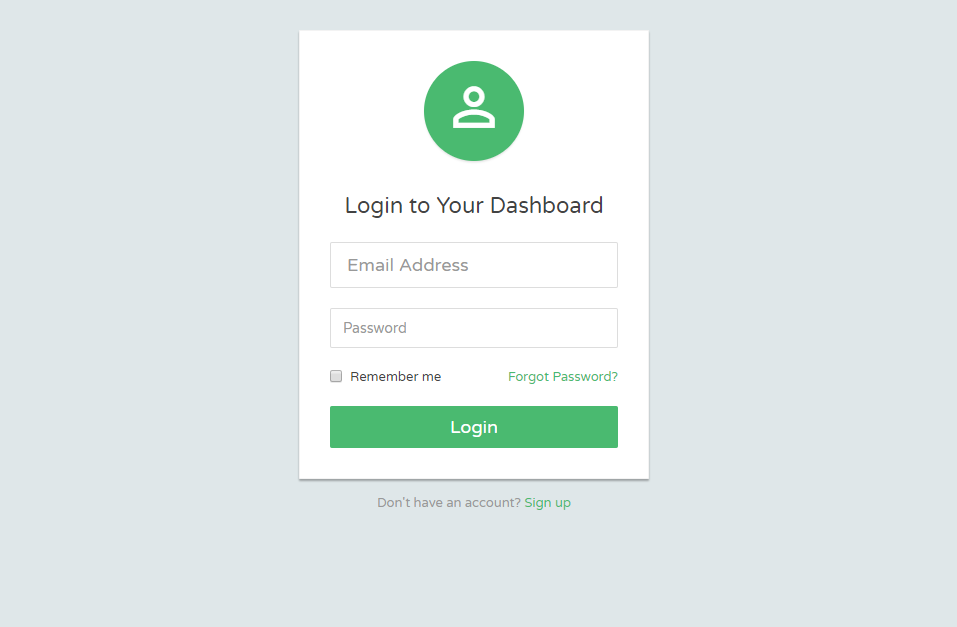 Login to Your Dashboard
Email Address
Password
Remember me Forgot Password?
Login
Don't have an account? Sign up